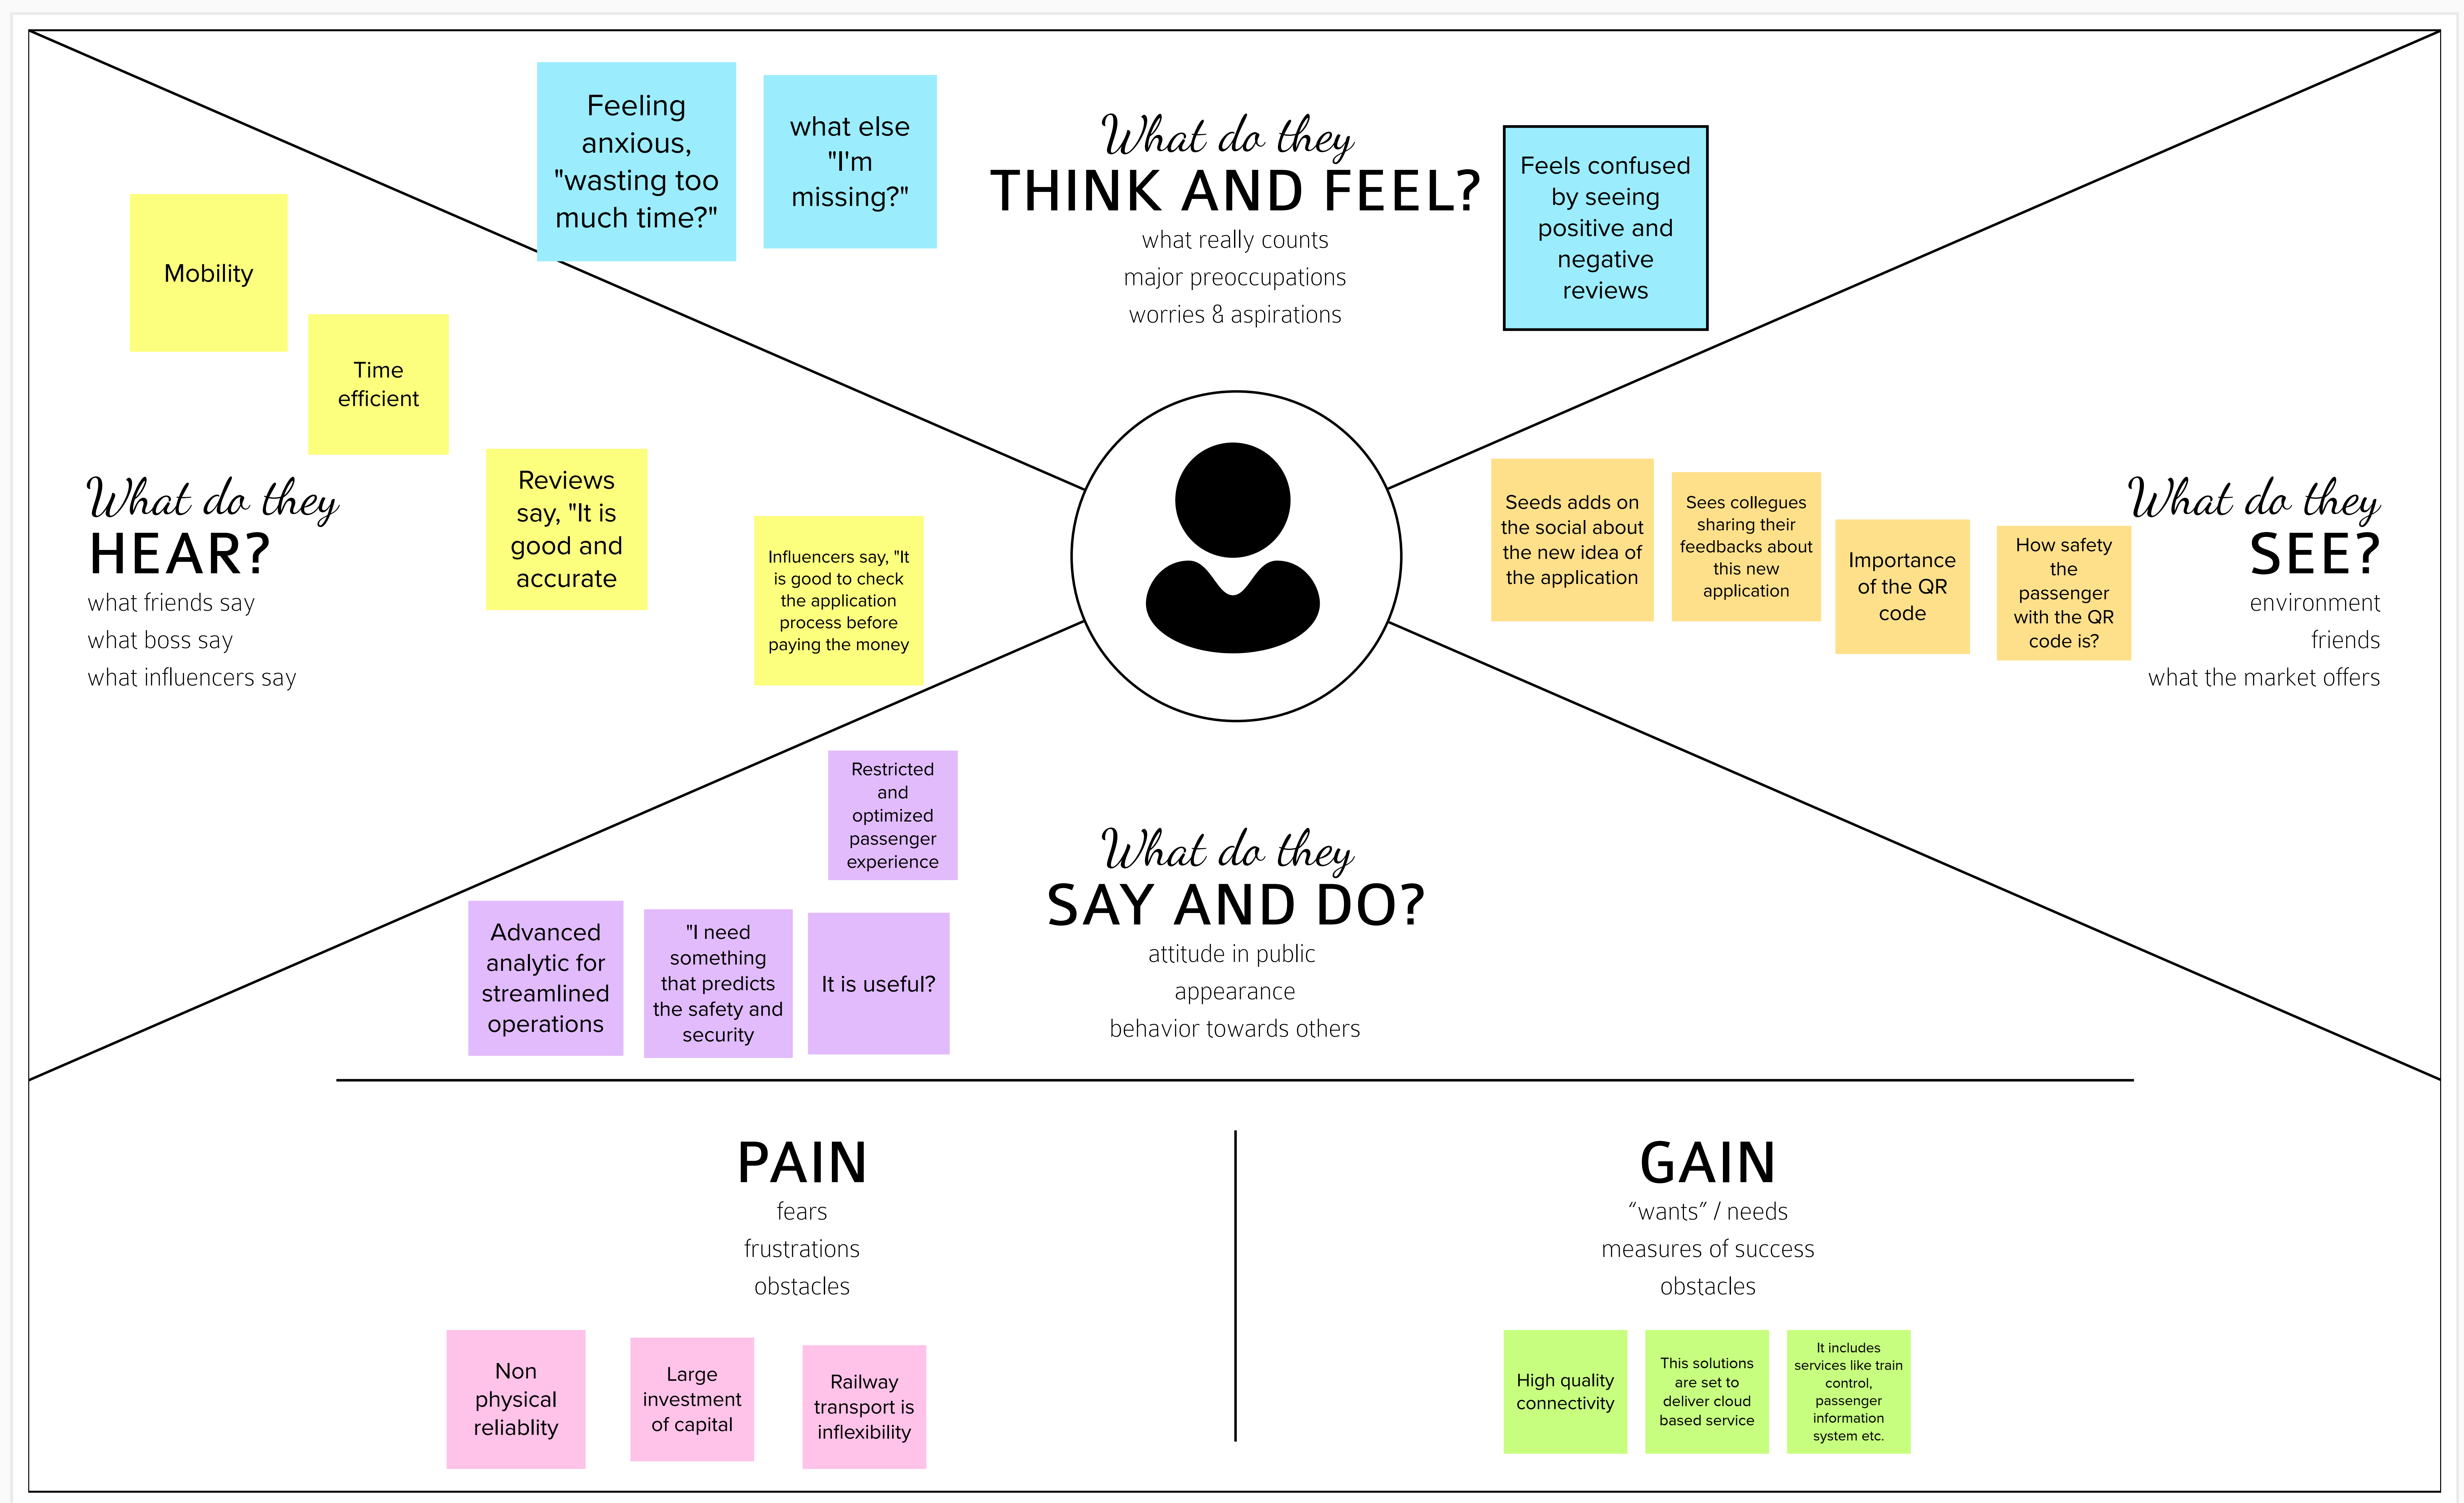 Feeling
anxious,
"wasting too
much time?"
what else
"I'm
missing?"
What do they
THINK AND FEEL?
what really counts
major preoccupations
worries & aspirations
Feels confused
by seeing
positive and
negative
reviews
Mobility
Time
efficient
Reviews
say, "It is
good and
accurate
Influencers say, "It
is good to check
the application
process before
paying the money
What do they
HEAR?
what friends say
what boss say
what influencers say
Seeds adds on
the social about
the new idea of
the application
Sees collegues
sharing their
feedbacks about
this new
application
Importance
of the QR
code
How safety
the
passenger
with the QR
code is?
What do they
SEE?
environment
friends
what the market offers
Restricted
and
optimized
passenger
experience
Advanced
analytic for
streamlined
operations
"I need
something
that predicts
the safety and
security
It is useful?
What do they
SAY AND DO?
attitude in public
appearance
behavior towards others
PAIN
fears
frustrations
obstacles
Non
physical
reliablity
Large
investment
of capital
Railway
transport is
inflexibility
GAIN
“wants” / needs
measures of success
obstacles
High quality
connectivity
This solutions
are set to
deliver cloud
based service
It includes
services like train
control,
passenger
information
system etc.